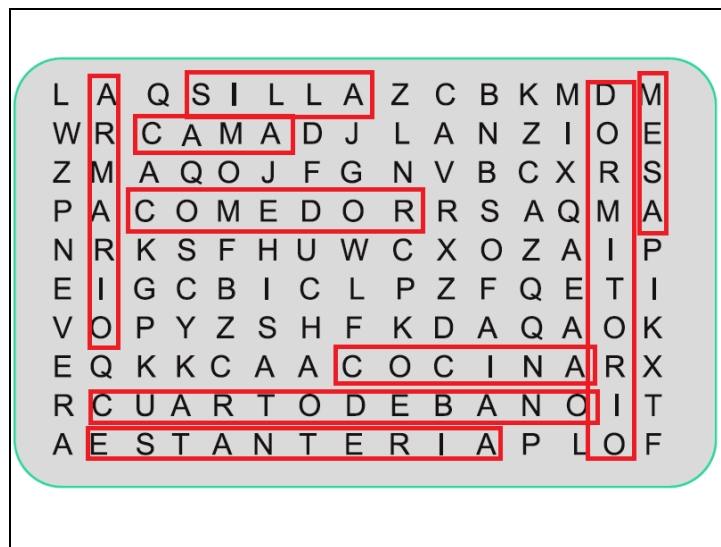 L A Q S I L L A Z C B K M D M
W R C A M A D J L A N Z I O E
Z M A Q O J F G N V B C X R S
P A C O M E D O R R S A Q M A
N R K S F H U W C X O Z A I P
E I G C B I C L P Z F Q E T I
V O P Y Z S H F K D A Q A O K
E Q K K C A A C O C I N A R X
R C U A R T O D E B A N O I T
A E S T A N T E R I A P L O F